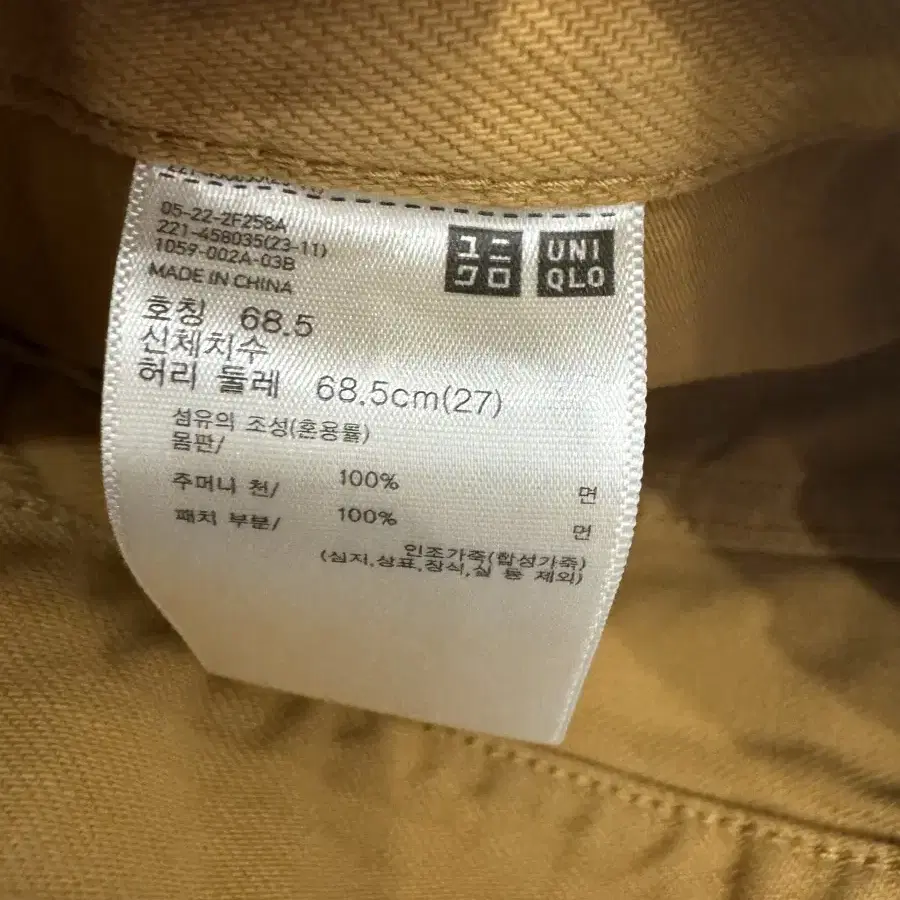 05-22-2F258A
221-458035(23-11)
1059-002A-03B
MADE IN CHINA
ユニ
クロ
UNI
QLO
호칭 68.5
신체치수
허리 둘레 68.5cm(27)
섬유의 조성(혼용률)
몸판/
100% 면
주머니 천/
100% 면
패치 부분/
인조가죽(합성가죽)
(심지,상표,장식,실 등 제외)